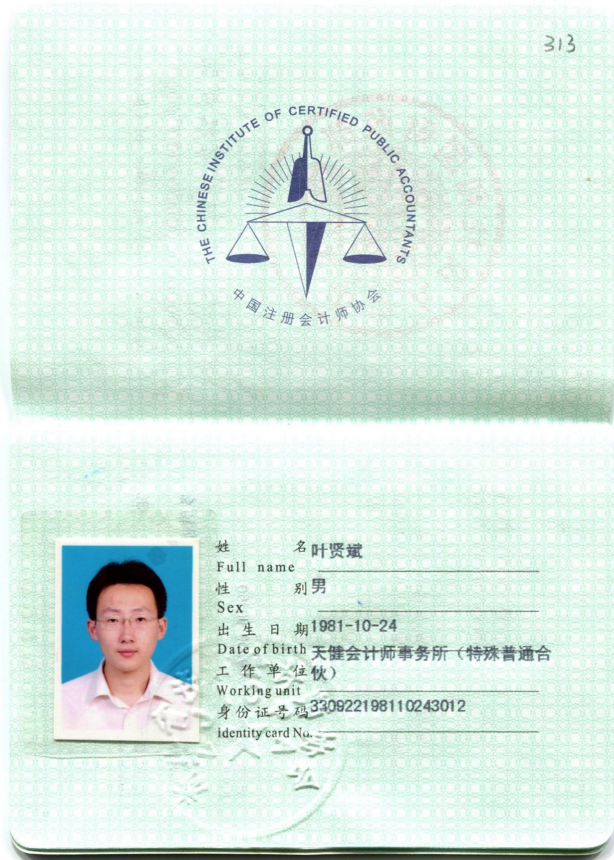 313
THE CHINESE INSTITUTE OF CERTIFIED PUBLIC ACCOUNTANTS
中国注册会计师协会
姓 名 叶贤斌
Full name
性 别 男
Sex
出生日期 1981-10-24
Date of birth
工作单位 天健会计师事务所（特殊普通合
伙）
Working unit
身份证号码 330922198110243012
Identity card No.